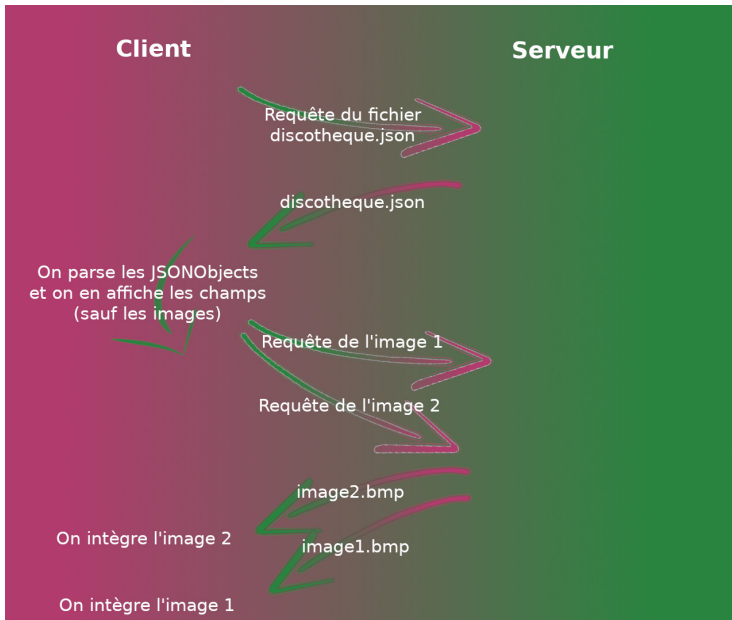 Client
Serveur
Requête du fichier
discotheque.json
discotheque.json
On parse les JSONObjects
et on en affiche les champs
(sauf les images)
Requête de l'image 1
Requête de l'image 2
image2.bmp
On intègre l'image 2
image1.bmp
On intègre l'image 1